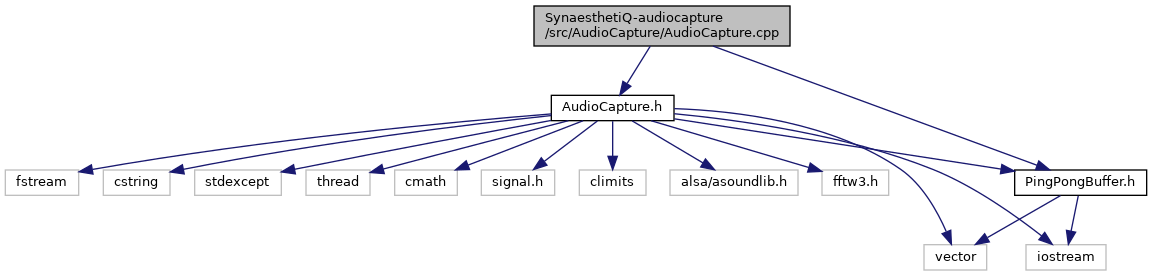 SynaesthetiQ-audiocapture
/src/AudioCapture/AudioCapture.cpp
AudioCapture.h
fstream
cstring
stdexcept
thread
cmath
signal.h
climits
alsa/asoundlib.h
fftw3.h
PingPongBuffer.h
vector
iostream